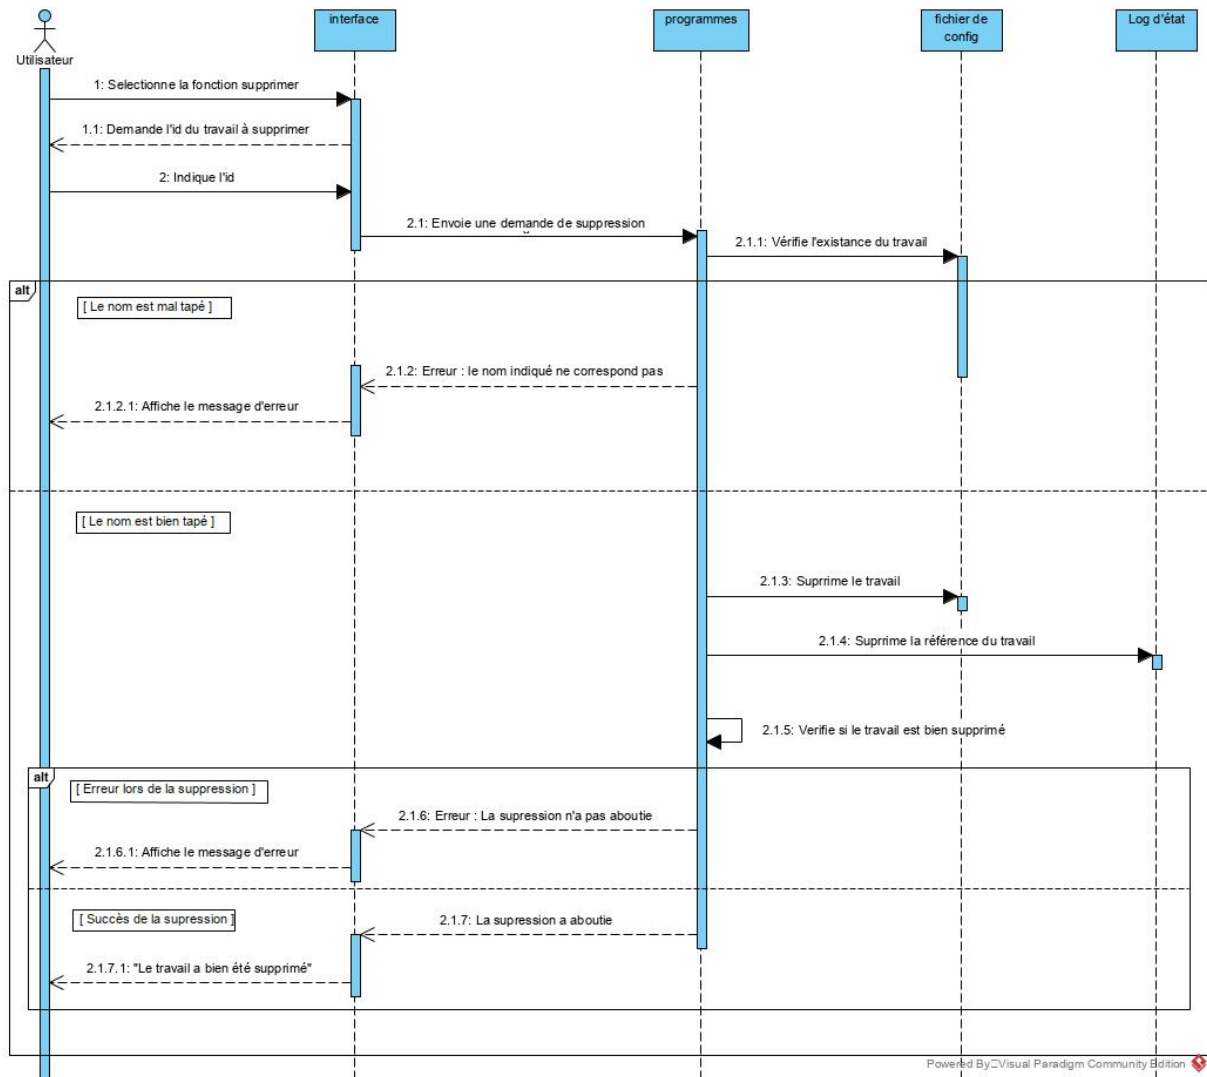 interface
programmes
fichier de
config
Log d'état
Utilisateur
1: Selectionne la fonction supprimer
1.1: Demande l'id du travail à supprimer
2: Indique l'id
2.1: Envoie une demande de suppression
2.1.1: Vérifie l'existance du travail
alt
[ Le nom est mal tapé ]
2.1.2: Erreur : le nom indiqué ne correspond pas
2.1.2.1: Affiche le message d'erreur
[ Le nom est bien tapé ]
2.1.3: Suprrime le travail
2.1.4: Suprrime la référence du travail
2.1.5: Verifie si le travail est bien supprimé
alt
[ Erreur lors de la suppression ]
2.1.6: Erreur : La supression n'a pas aboutie
2.1.6.1: Affiche le message d'erreur
[ Succès de la supression ]
2.1.7: La supression a aboutie
2.1.7.1: "Le travail a bien été supprimé"
Powered By Visual Paradigm Community Edition